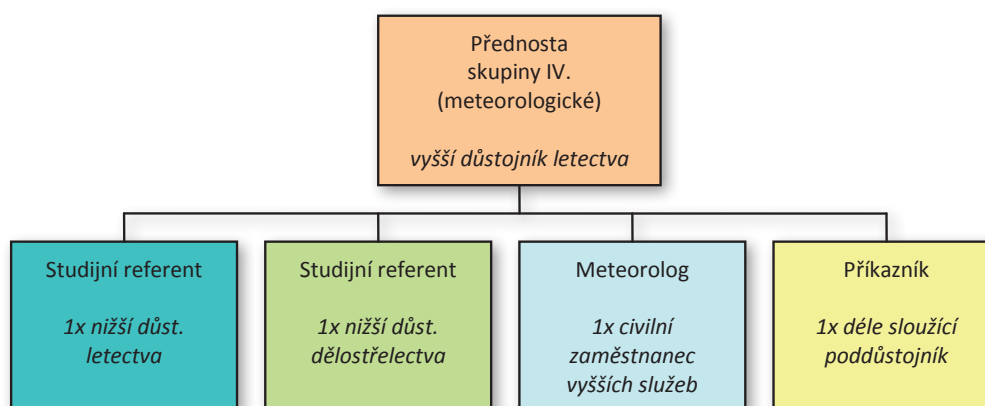 Přednosta
skupiny IV.
(meteorologické)
vyšší důstojník letectva
Studijní referent
1x nižší důst.
letectva
Studijní referent
1x nižší důst.
dělostřelectva
Meteorolog
1x civilní
zaměstnanec
vyšších služeb
Příkazník
1x déle sloužící
poddůstojník